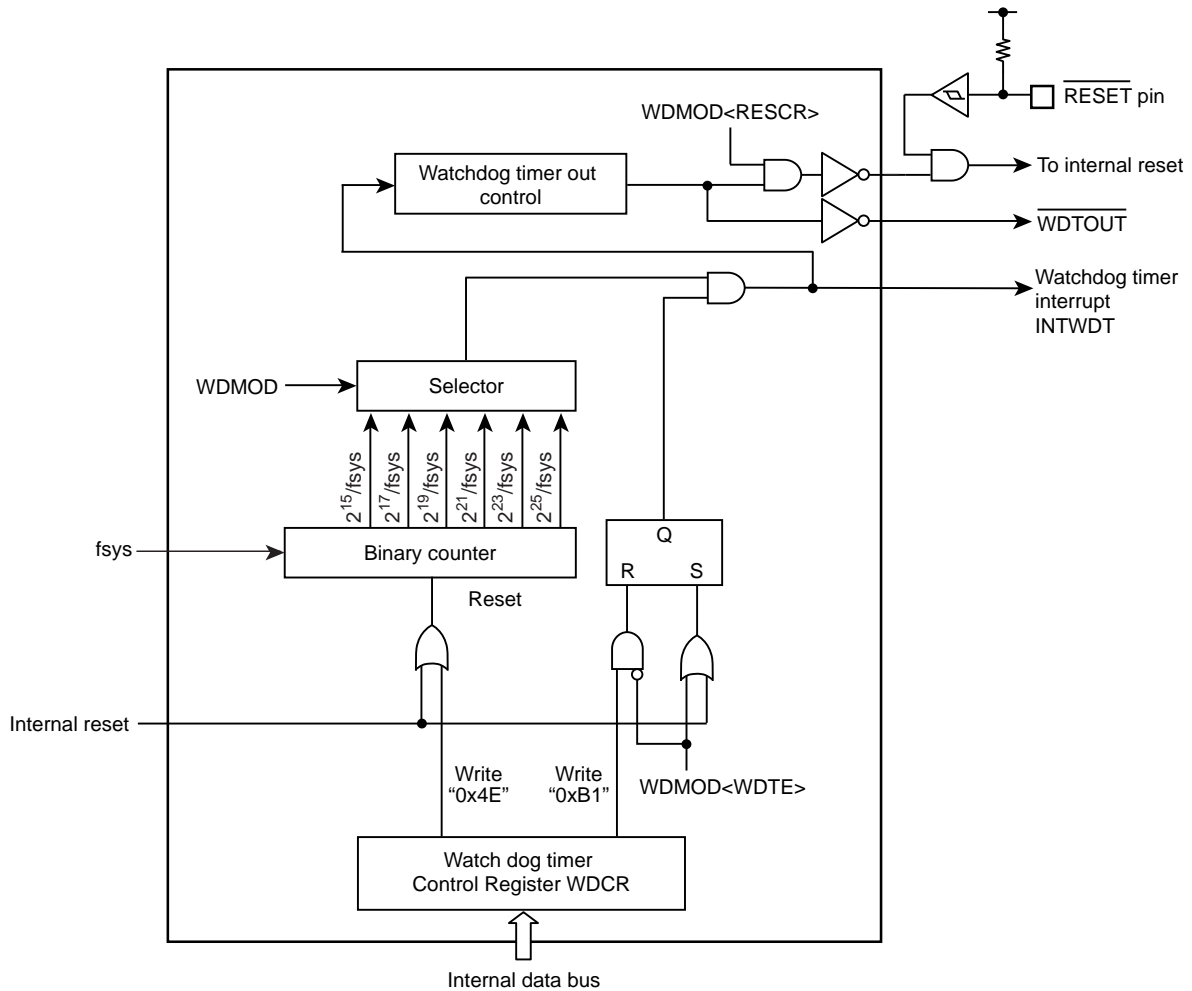 RESET pin
WDMOD<RESCR>
Watchdog timer out
control
To internal reset
WDTOUT
Watchdog timer
interrupt
INTWDT
WDMOD
Selector
2^15/fsys
2^17/fsys
2^19/fsys
2^21/fsys
2^23/fsys
2^25/fsys
fsys
Binary counter
Q
R S
Reset
Internal reset
Write
“0x4E”
Write
“0xB1”
WDMOD<WDTE>
Watch dog timer
Control Register WDCR
Internal data bus